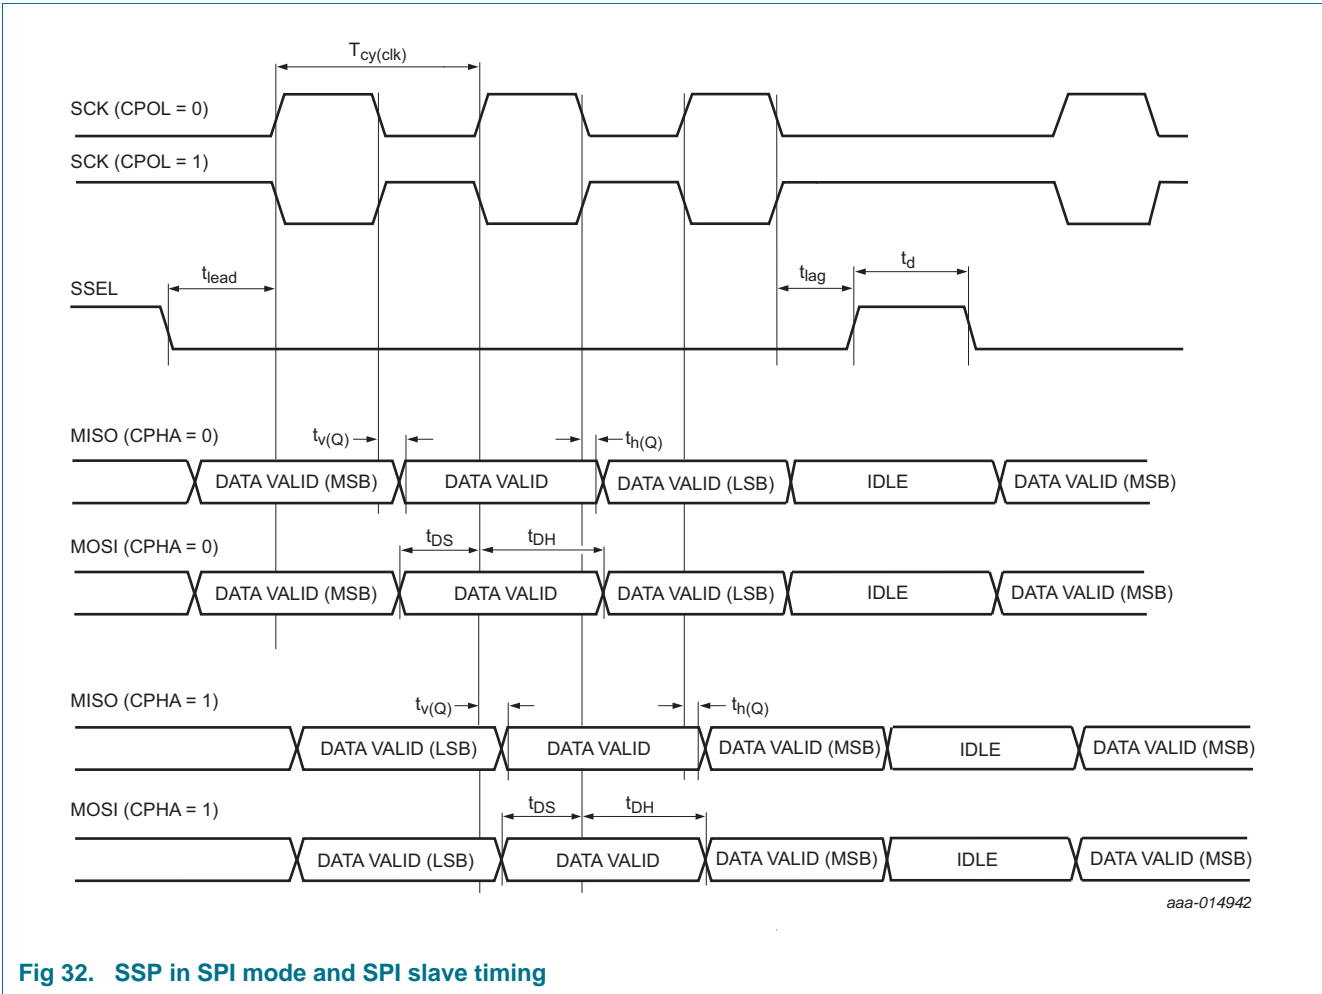 Tcy(clk)
SCK (CPOL = 0)
SCK (CPOL = 1)
tlead
tlag
td
SSEL
MISO (CPHA = 0)
tv(Q)
th(Q)
DATA VALID (MSB) DATA VALID DATA VALID (LSB) IDLE DATA VALID (MSB)
tDS tDH
MOSI (CPHA = 0)
DATA VALID (MSB) DATA VALID DATA VALID (LSB) IDLE DATA VALID (MSB)
MISO (CPHA = 1)
tv(Q)
th(Q)
DATA VALID (LSB) DATA VALID DATA VALID (MSB) IDLE DATA VALID (MSB)
MOSI (CPHA = 1)
tDS tDH
DATA VALID (LSB) DATA VALID DATA VALID (MSB) IDLE DATA VALID (MSB)
aaa-014942
Fig 32. SSP in SPI mode and SPI slave timing